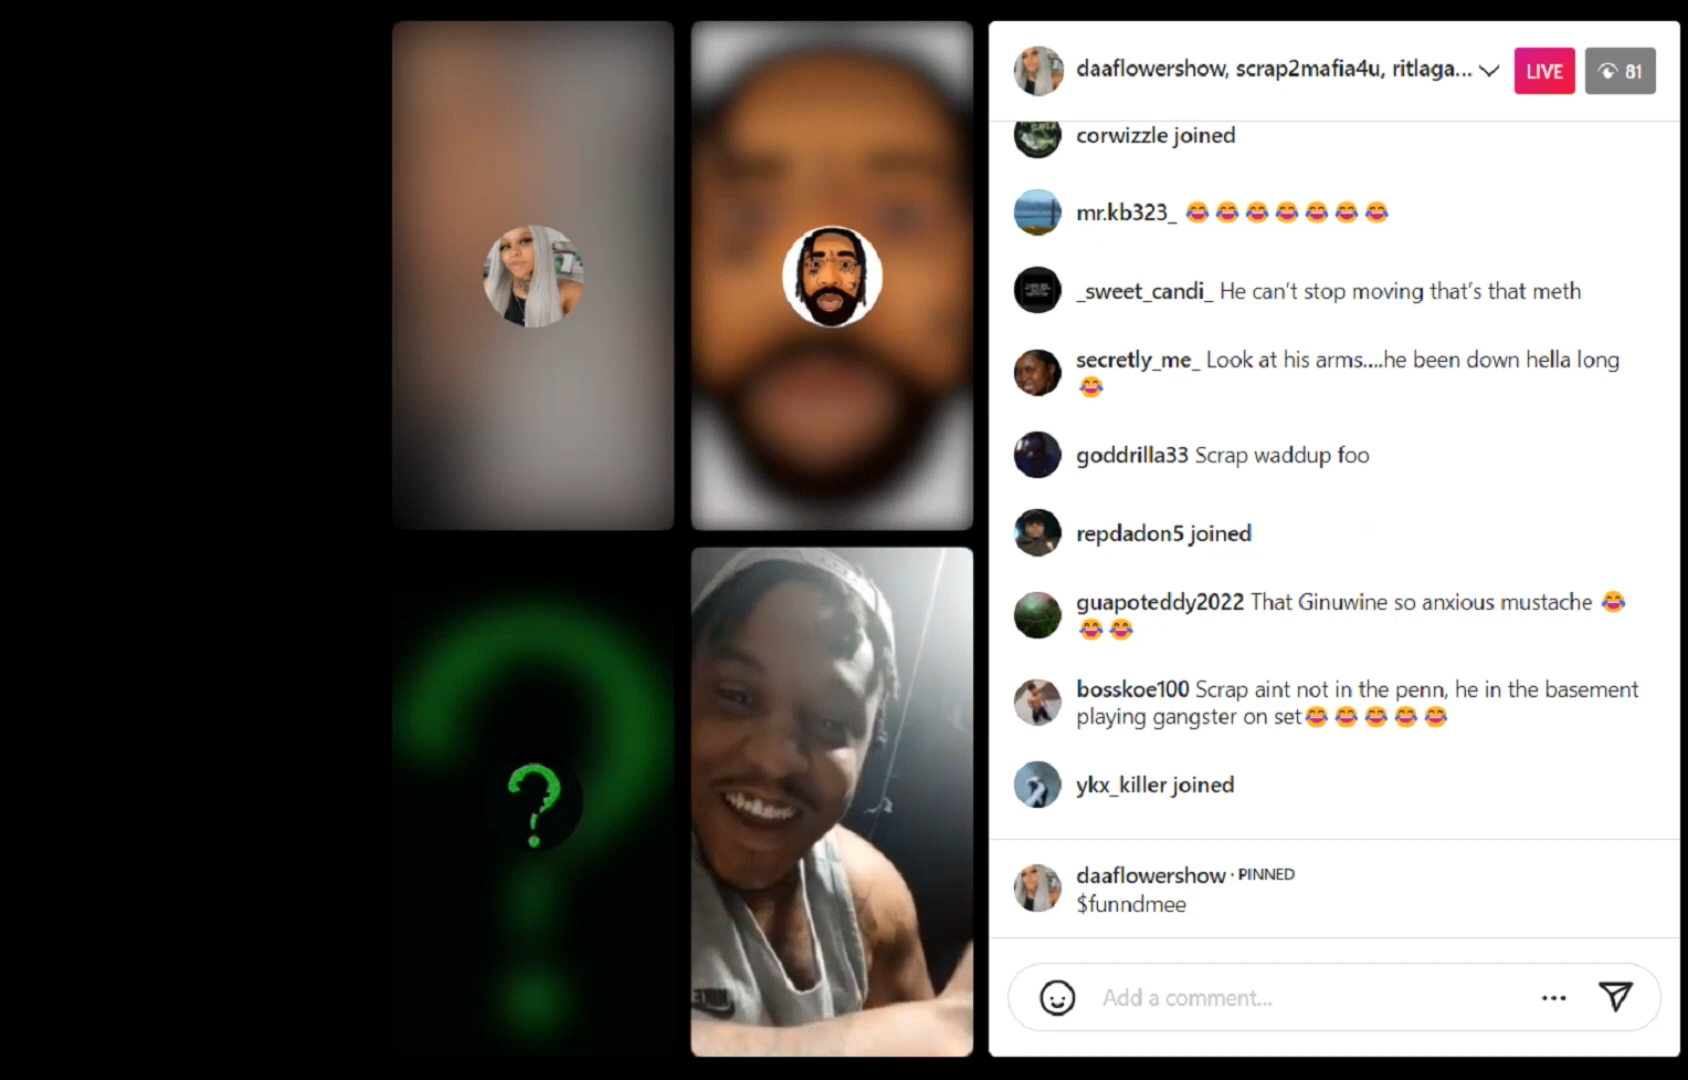 daaflowershow, scrap2mafia4u, ritlaga...
LIVE
81
corwizzle joined
mr.kb323_ 😂😂😂😂😂😂😂
_sweet_candi_ He can't stop moving that's that meth
secretly_me_ Look at his arms....he been down hella long
😂
goddrilla33 Scrap waddup foo
repdadon5 joined
guapoteddy2022 That Ginuwine so anxious mustache 😂
😂😂
bosskoe100 Scrap aint not in the penn, he in the basement
playing gangster on set😂😂😂😂😂
ykx_killer joined
daaflowershow · PINNED
$funndmee
Add a comment...